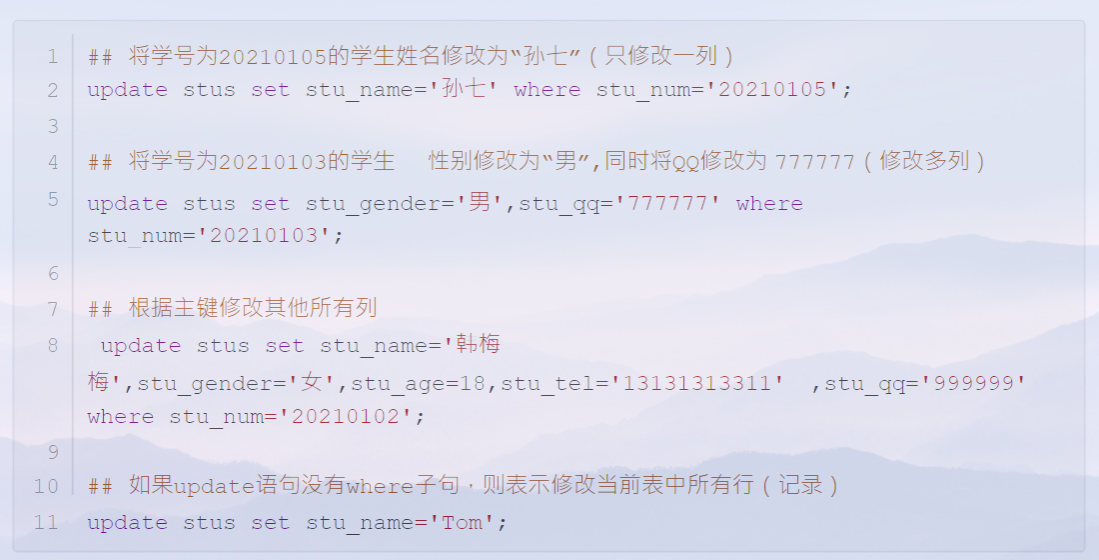 1 ## 将学号为20210105的学生姓名修改为“孙七”(只修改一列)
2 update stus set stu_name='孙七' where stu_num='20210105';
3
4 ## 将学号为20210103的学生 性别修改为“男”,同时将QQ修改为 777777(修改多列)
5 update stus set stu_gender='男',stu_qq='777777' where
stu_num='20210103';
6
7 ## 根据主键修改其他所有列
8 update stus set stu_name='韩梅
梅',stu_gender='女',stu_age=18,stu_tel='13131313311' ,stu_qq='999999'
where stu_num='20210102';
9
10 ## 如果update语句没有where子句,则表示修改当前表中所有行(记录)
11 update stus set stu_name='Tom';